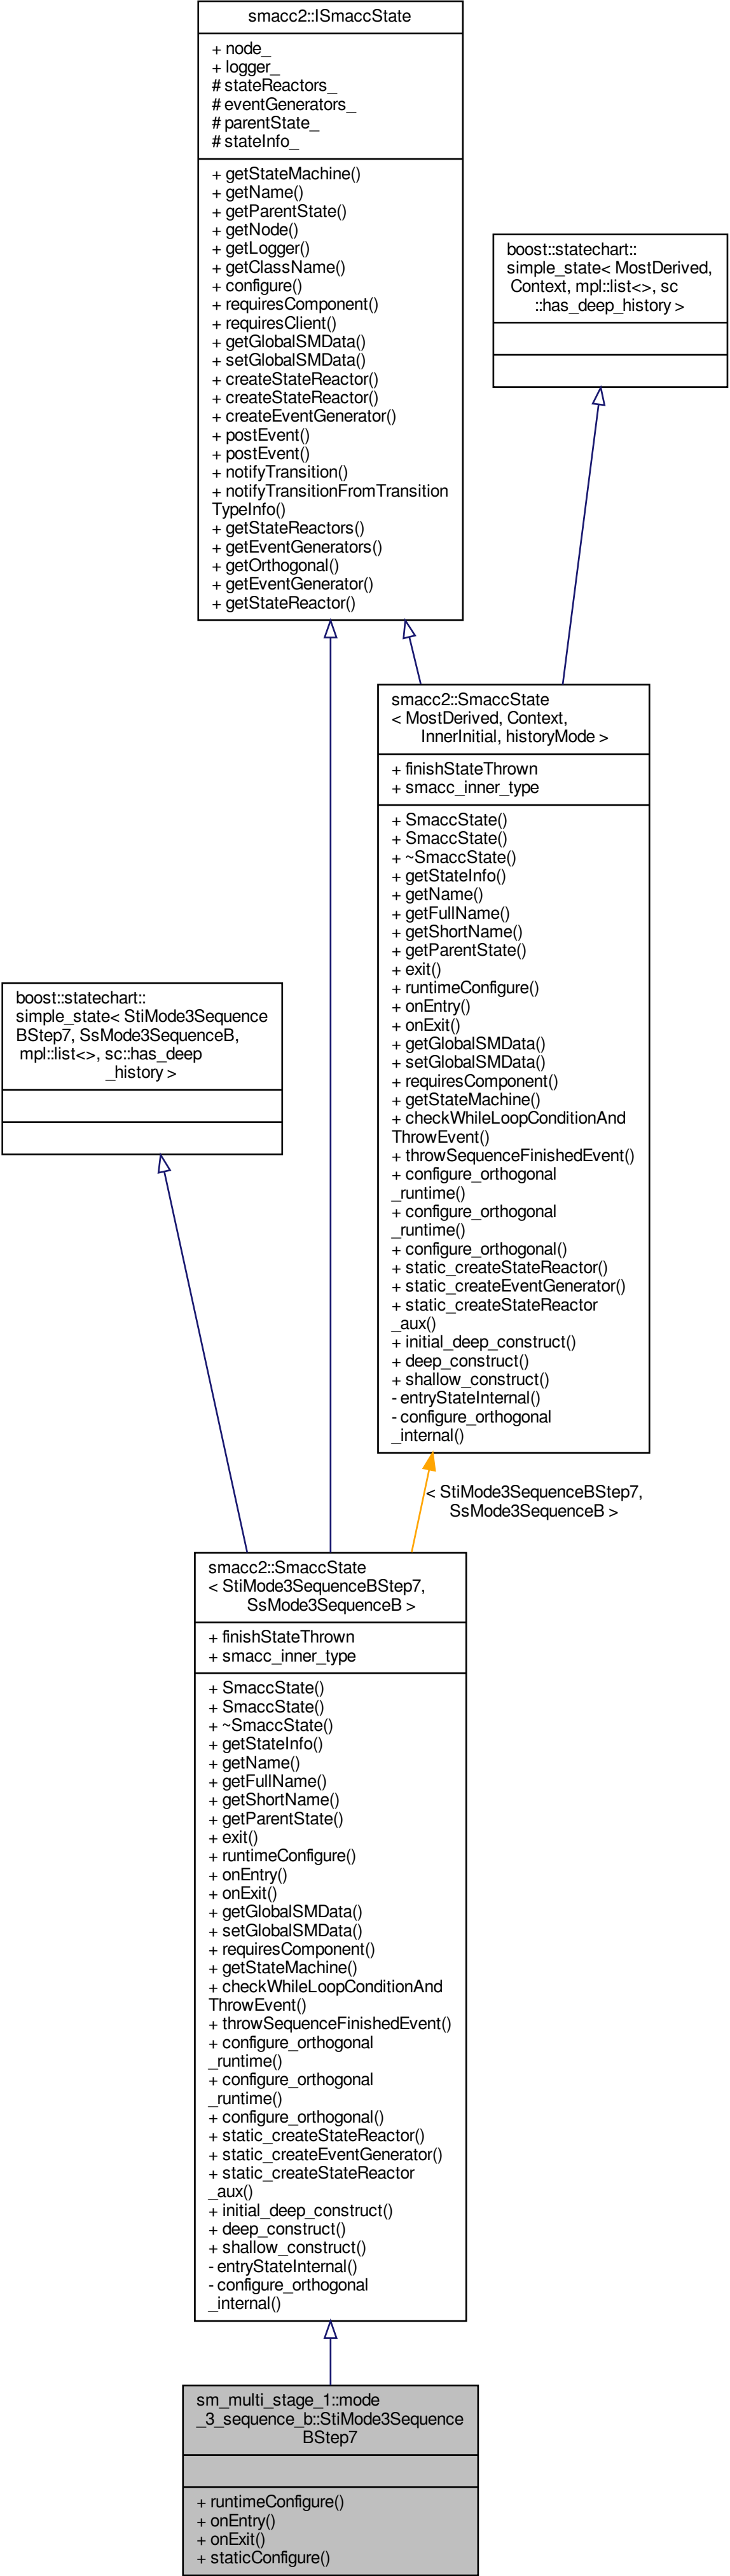 smacc2::ISmaccState
+ node_
+ logger_
# stateReactors_
# eventGenerators_
# parentState_
# stateInfo_
+ getStateMachine()
+ getName()
+ getParentState()
+ getNode()
+ getLogger()
+ getClassName()
+ configure()
+ requiresComponent()
+ requiresClient()
+ getGlobalSMData()
+ setGlobalSMData()
+ createStateReactor()
+ createStateReactor()
+ createEventGenerator()
+ postEvent()
+ postEvent()
+ notifyTransition()
+ notifyTransitionFromTransition
TypeInfo()
+ getStateReactors()
+ getEventGenerators()
+ getOrthogonal()
+ getEventGenerator()
+ getStateReactor()
boost::statechart::
simple_state< MostDerived,
Context, mpl::list<>, sc
::has_deep_history >
smacc2::SmaccState
< MostDerived, Context,
InnerInitial, historyMode >
+ finishStateThrown
+ smacc_inner_type
+ SmaccState()
+ SmaccState()
+ ~SmaccState()
+ getStateInfo()
+ getName()
+ getFullName()
+ getShortName()
+ getParentState()
+ exit()
+ runtimeConfigure()
+ onEntry()
+ onExit()
+ getGlobalSMData()
+ setGlobalSMData()
+ requiresComponent()
+ getStateMachine()
+ checkWhileLoopConditionAnd
ThrowEvent()
+ throwSequenceFinishedEvent()
+ configure_orthogonal
_runtime()
+ configure_orthogonal
_runtime()
+ configure_orthogonal()
+ static_createStateReactor()
+ static_createEventGenerator()
+ static_createStateReactor
_aux()
+ initial_deep_construct()
+ deep_construct()
+ shallow_construct()
- entryStateInternal()
- configure_orthogonal
_internal()
boost::statechart::
simple_state< StiMode3Sequence
BStep7, SsMode3SequenceB,
mpl::list<>, sc::has_deep
_history >
< StiMode3SequenceBStep7,
SsMode3SequenceB >
smacc2::SmaccState
< StiMode3SequenceBStep7,
SsMode3SequenceB >
+ finishStateThrown
+ smacc_inner_type
+ SmaccState()
+ SmaccState()
+ ~SmaccState()
+ getStateInfo()
+ getName()
+ getFullName()
+ getShortName()
+ getParentState()
+ exit()
+ runtimeConfigure()
+ onEntry()
+ onExit()
+ getGlobalSMData()
+ setGlobalSMData()
+ requiresComponent()
+ getStateMachine()
+ checkWhileLoopConditionAnd
ThrowEvent()
+ throwSequenceFinishedEvent()
+ configure_orthogonal
_runtime()
+ configure_orthogonal
_runtime()
+ configure_orthogonal()
+ static_createStateReactor()
+ static_createEventGenerator()
+ static_createStateReactor
_aux()
+ initial_deep_construct()
+ deep_construct()
+ shallow_construct()
- entryStateInternal()
- configure_orthogonal
_internal()
sm_multi_stage_1::mode
_3_sequence_b::StiMode3Sequence
BStep7
+ runtimeConfigure()
+ onEntry()
+ onExit()
+ staticConfigure()